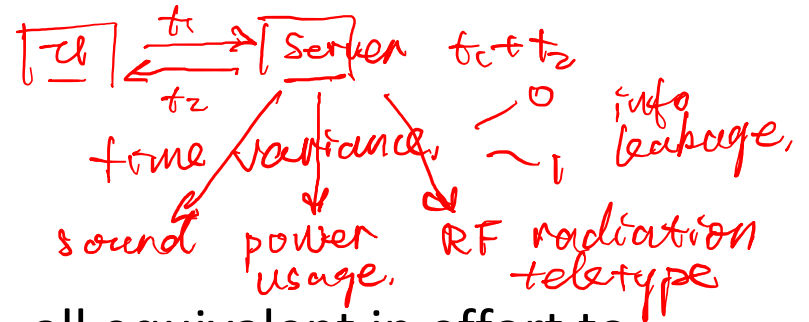 t1
cl Server t1+t2
t2
0 info
time variance, leakage,
1
sound power RF radiation
usage. teletype
all equivalent in effort to